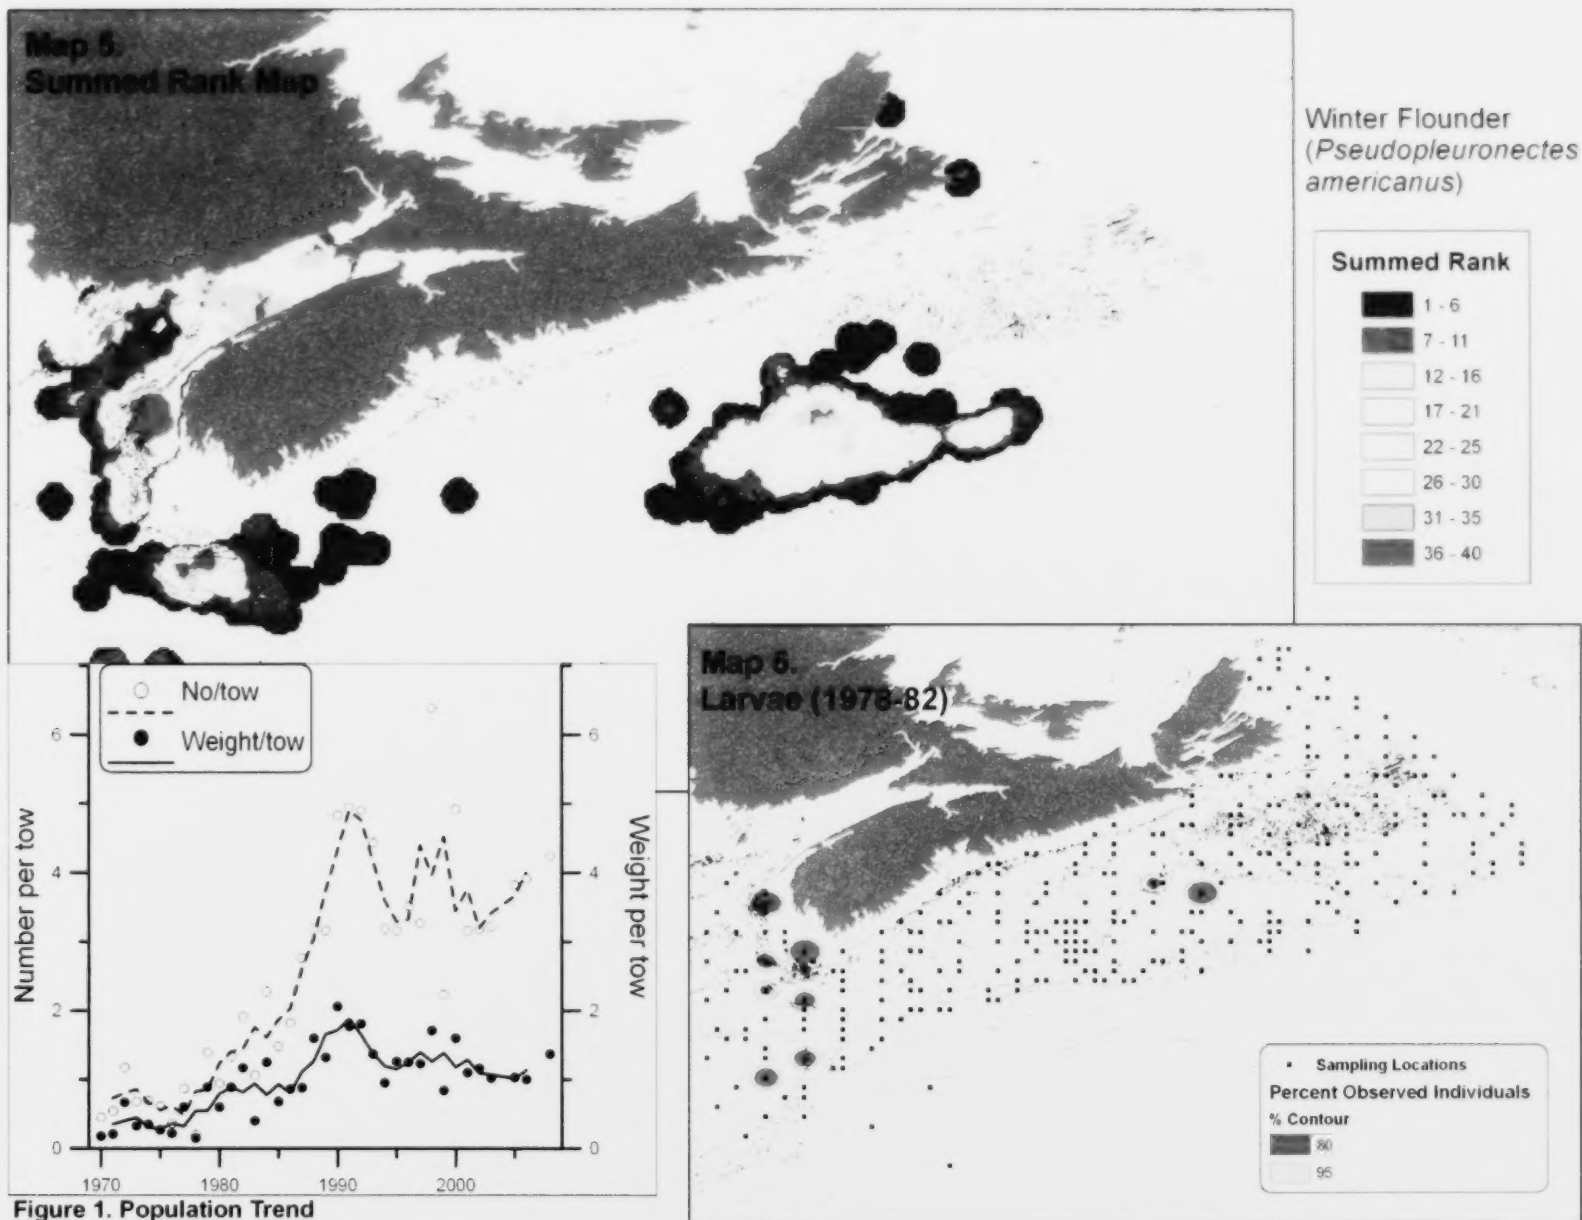 Map 5.
Summed Rank Map
Winter Flounder
(Pseudopleuronectes
americanus)
Summed Rank
1 - 6
7 - 11
12 - 16
17 - 21
22 - 25
26 - 30
31 - 35
36 - 40
No/tow
Weight/tow
Number per tow
Weight per tow
6
4
2
0
6
4
2
0
1970
1980
1990
2000
Figure 1. Population Trend
Map 6.
Larvae (1978-82)
Sampling Locations
Percent Observed Individuals
% Contour
80
95